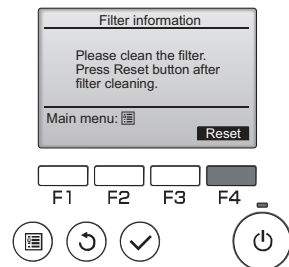 Filter information
Please clean the filter.
Press Reset button after
filter cleaning.
Main menu:
Reset
F1 F2 F3 F4